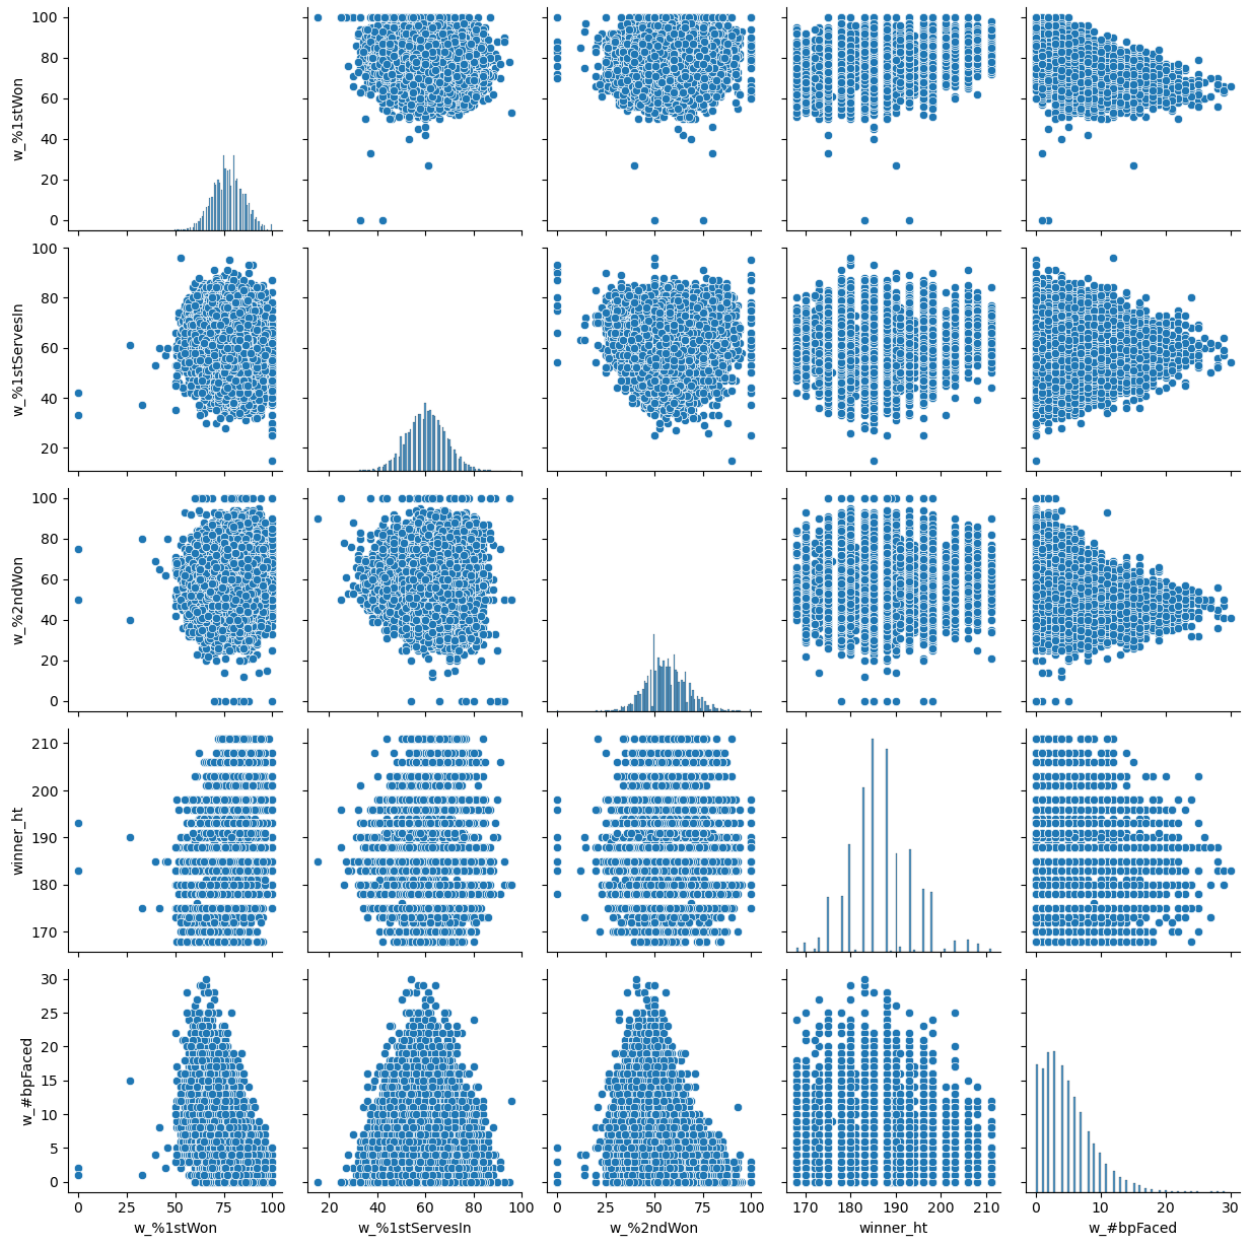 w_%1stWon
100
80
60
40
20
0
w_%1stServesIn
100
80
60
40
20
w_%2ndWon
100
80
60
40
20
0
winner_ht
210
200
190
180
170
w_#bpFaced
30
25
20
15
10
5
0
0 25 50 75 100
20 40 60 80 100
0 25 50 75 100
170 180 190 200 210
0 10 20 30
w_%1stWon w_%1stServesIn w_%2ndWon winner_ht w_#bpFaced